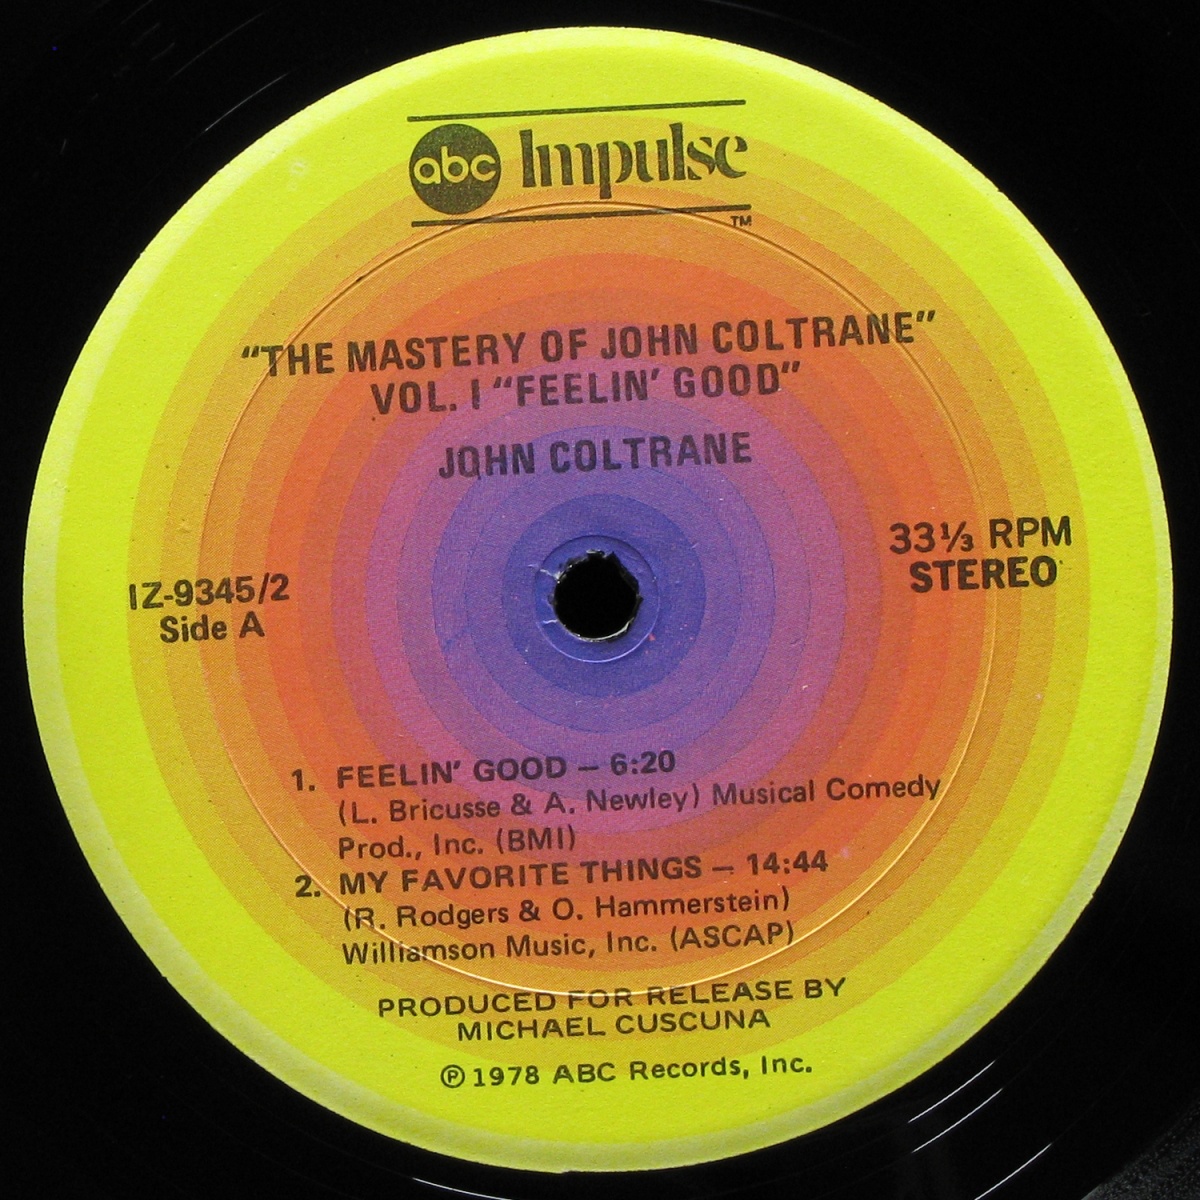 abc Impulse
TM
“THE MASTERY OF JOHN COLTRANE”
VOL. I “FEELIN’ GOOD”
JOHN COLTRANE
33⅓ RPM
STEREO
IZ-9345/2
Side A
1. FEELIN’ GOOD — 6:20
(L. Bricusse & A. Newley) Musical Comedy
Prod., Inc. (BMI)
2. MY FAVORITE THINGS — 14:44
(R. Rodgers & O. Hammerstein)
Williamson Music, Inc. (ASCAP)
PRODUCED FOR RELEASE BY
MICHAEL CUSCUNA
℗ 1978 ABC Records, Inc.